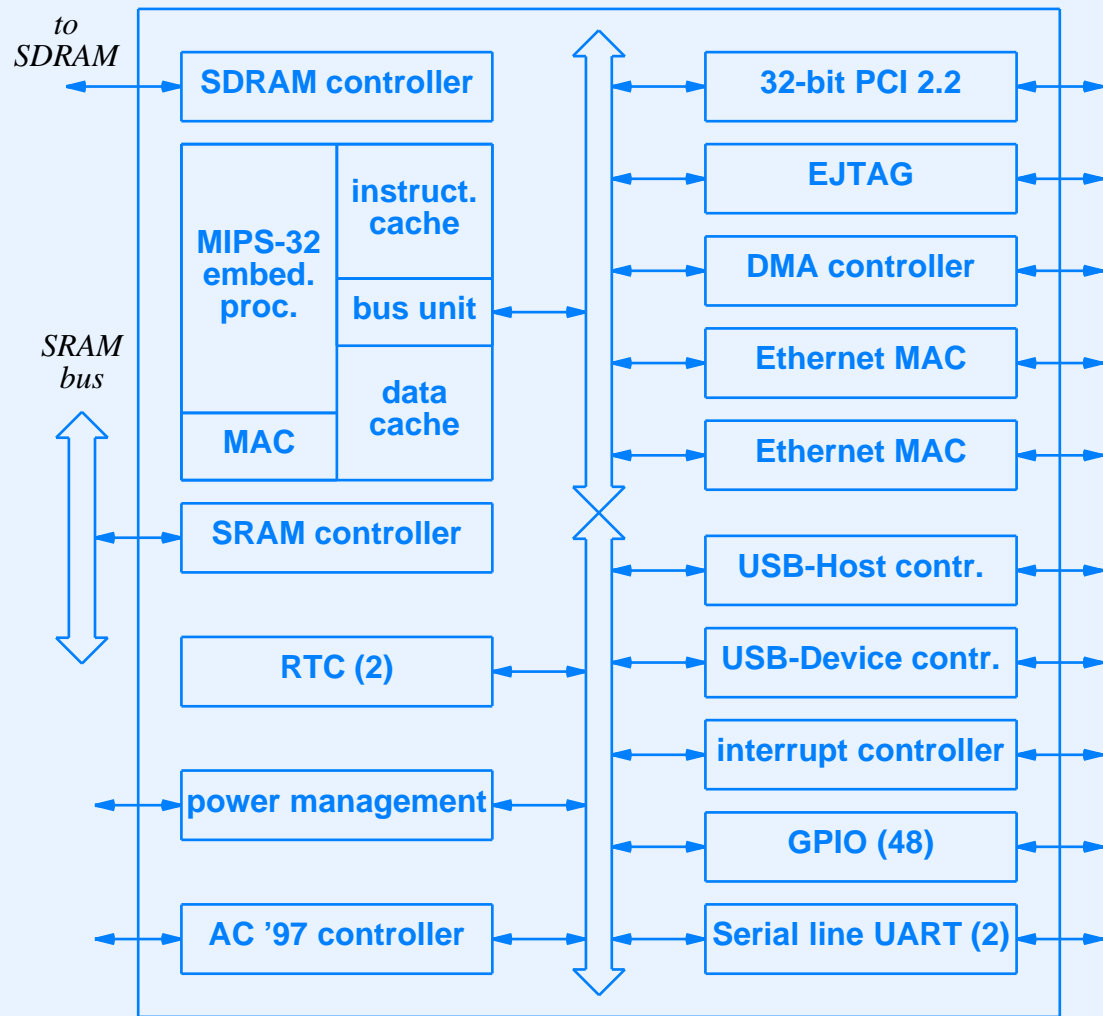 to
SDRAM
SDRAM controller
MIPS-32
embed.
proc.
instruct.
cache
bus unit
data
cache
MAC
SRAM
bus
SRAM controller
RTC (2)
power management
AC ’97 controller
32-bit PCI 2.2
EJTAG
DMA controller
Ethernet MAC
Ethernet MAC
USB-Host contr.
USB-Device contr.
interrupt controller
GPIO (48)
Serial line UART (2)